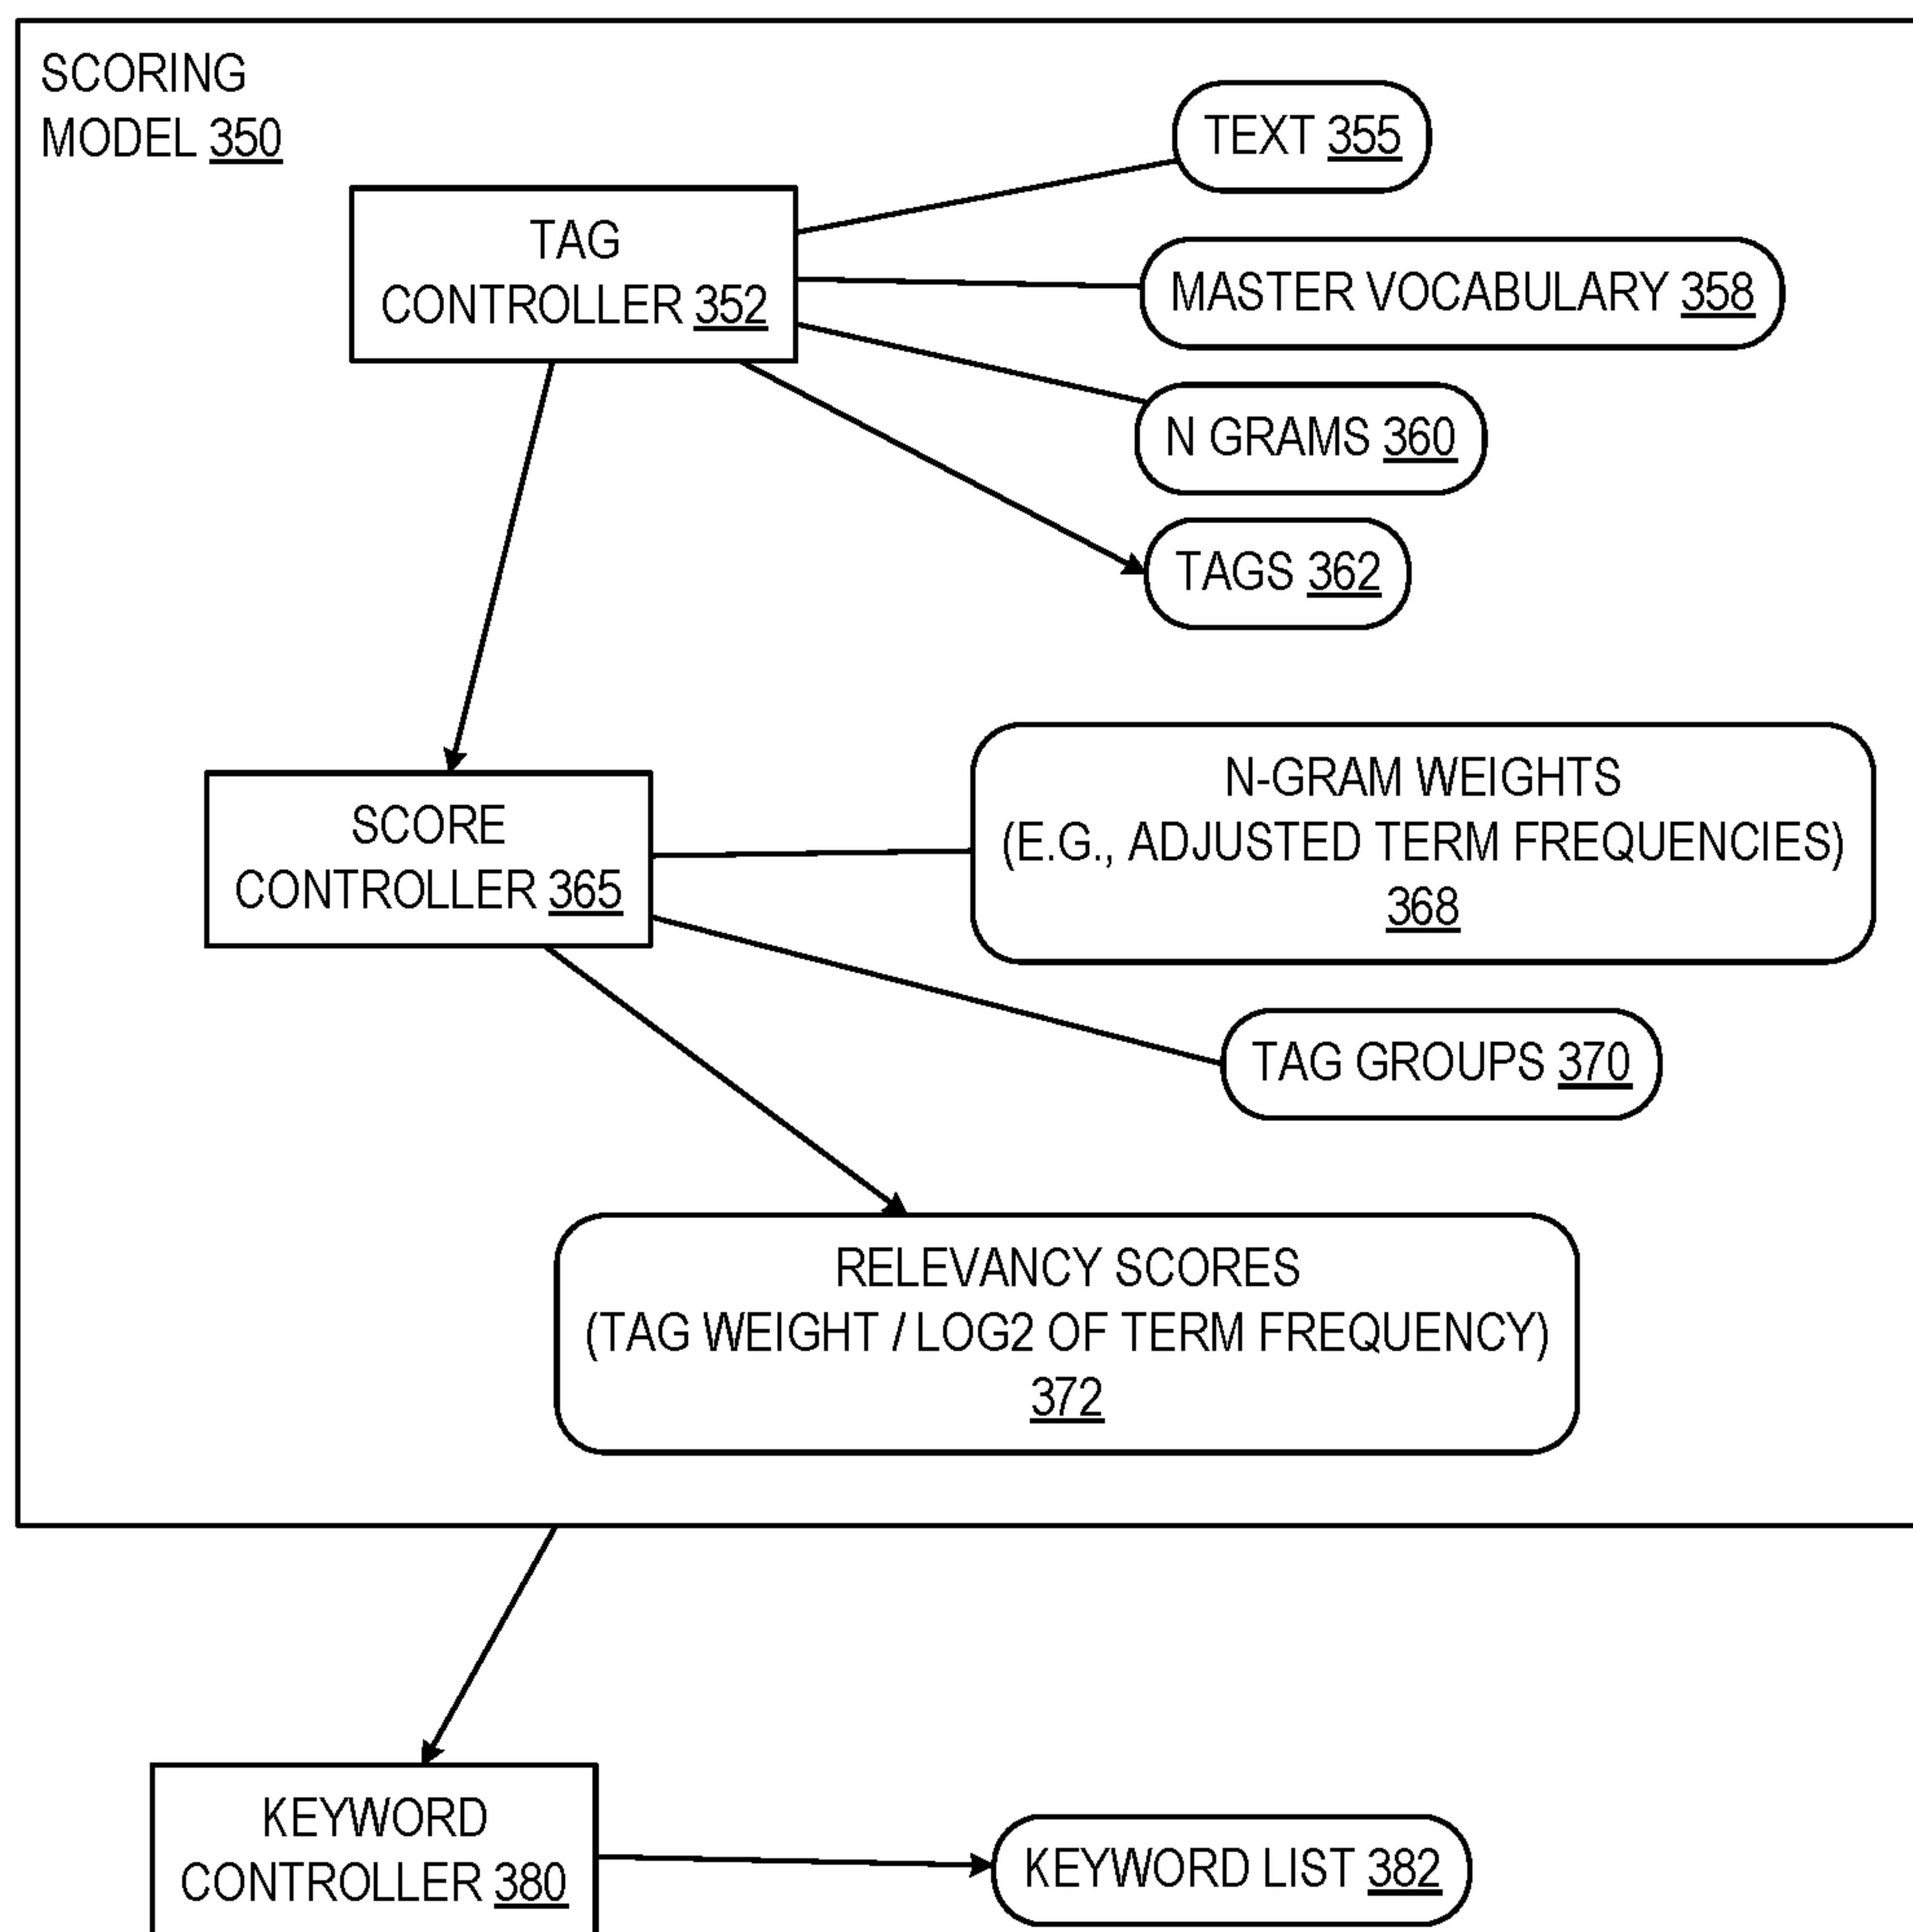 SCORING
MODEL 350
TEXT 355
TAG
CONTROLLER 352
MASTER VOCABULARY 358
N GRAMS 360
TAGS 362
SCORE
CONTROLLER 365
N-GRAM WEIGHTS
(E.G., ADJUSTED TERM FREQUENCIES)
368
TAG GROUPS 370
RELEVANCY SCORES
(TAG WEIGHT / LOG2 OF TERM FREQUENCY)
372
KEYWORD
CONTROLLER 380
KEYWORD LIST 382